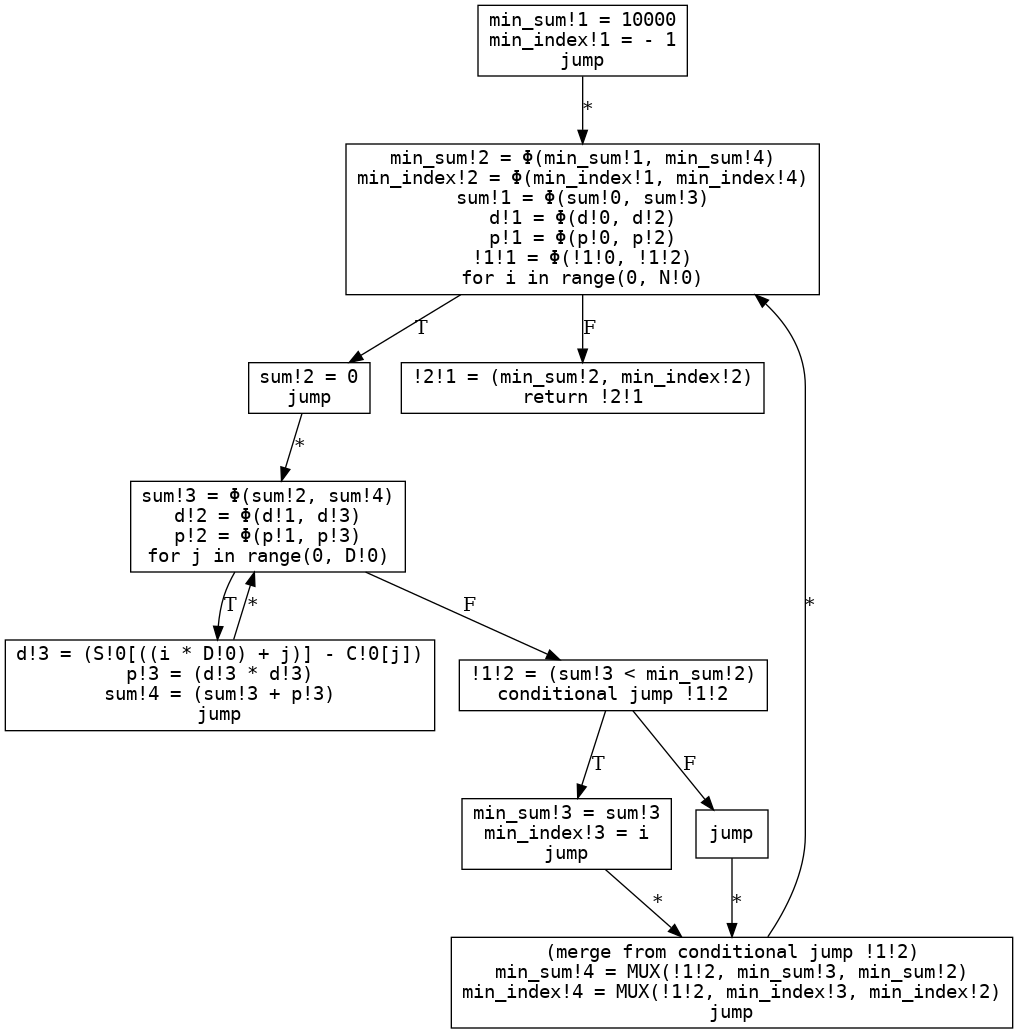 min_sum!1 = 10000
min_index!1 = - 1
jump
*
min_sum!2 = Φ(min_sum!1, min_sum!4)
min_index!2 = Φ(min_index!1, min_index!4)
sum!1 = Φ(sum!0, sum!3)
d!1 = Φ(d!0, d!2)
p!1 = Φ(p!0, p!2)
!1!1 = Φ(!1!0, !1!2)
for i in range(0, N!0)
T
F
sum!2 = 0
jump
!2!1 = (min_sum!2, min_index!2)
return !2!1
*
sum!3 = Φ(sum!2, sum!4)
d!2 = Φ(d!1, d!3)
p!2 = Φ(p!1, p!3)
for j in range(0, D!0)
T
*
F
*
d!3 = (S!0[((i * D!0) + j)] - C!0[j])
p!3 = (d!3 * d!3)
sum!4 = (sum!3 + p!3)
jump
!1!2 = (sum!3 < min_sum!2)
conditional jump !1!2
T
F
min_sum!3 = sum!3
min_index!3 = i
jump
jump
*
*
(merge from conditional jump !1!2)
min_sum!4 = MUX(!1!2, min_sum!3, min_sum!2)
min_index!4 = MUX(!1!2, min_index!3, min_index!2)
jump